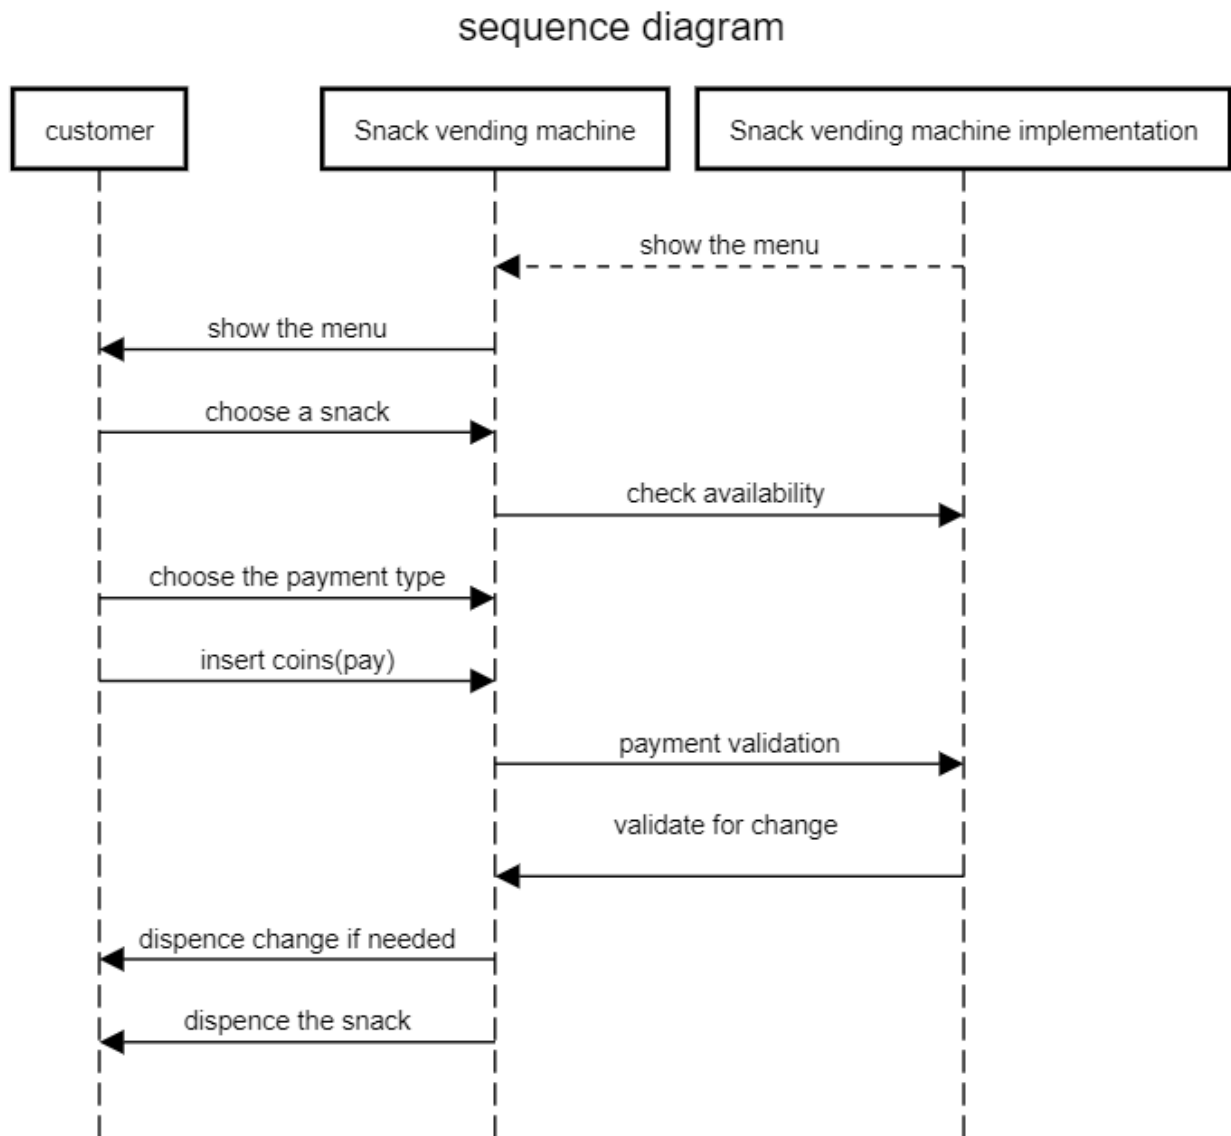 sequence diagram
customer
Snack vending machine
Snack vending machine implementation
show the menu
show the menu
choose a snack
check availability
choose the payment type
insert coins(pay)
payment validation
validate for change
dispence change if needed
dispence the snack